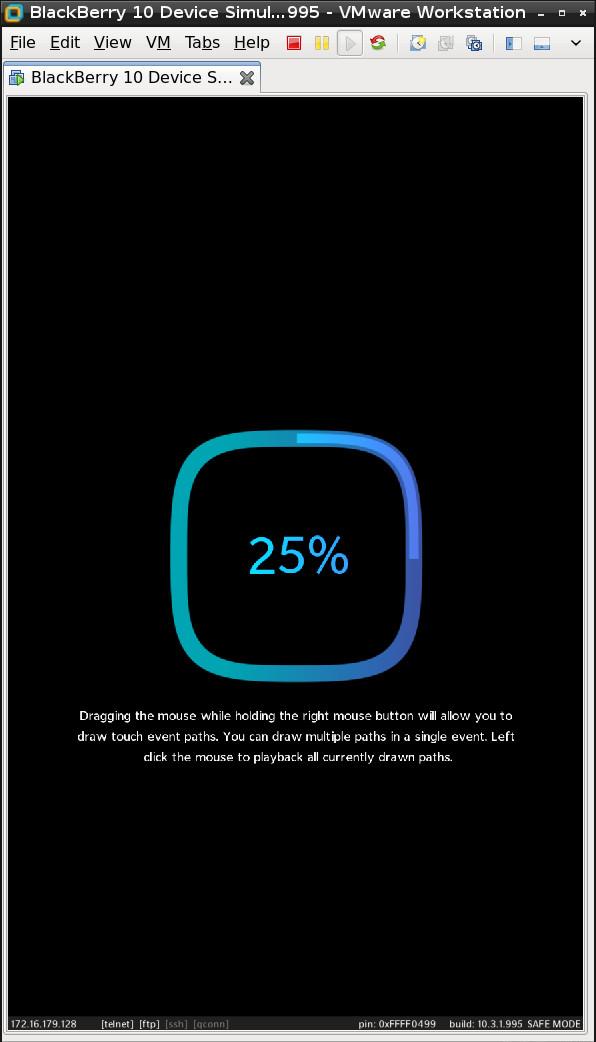 BlackBerry 10 Device Simul...995 - VMware Workstation
File Edit View VM Tabs Help
BlackBerry 10 Device S...
25%
Dragging the mouse while holding the right mouse button will allow you to
draw touch event paths. You can draw multiple paths in a single event. Left
click the mouse to playback all currently drawn paths.
172.16.179.128 [telnet] [ftp] [ssh] [qconn] pin: 0xFFFF0499 build: 10.3.1.995 SAFE MODE